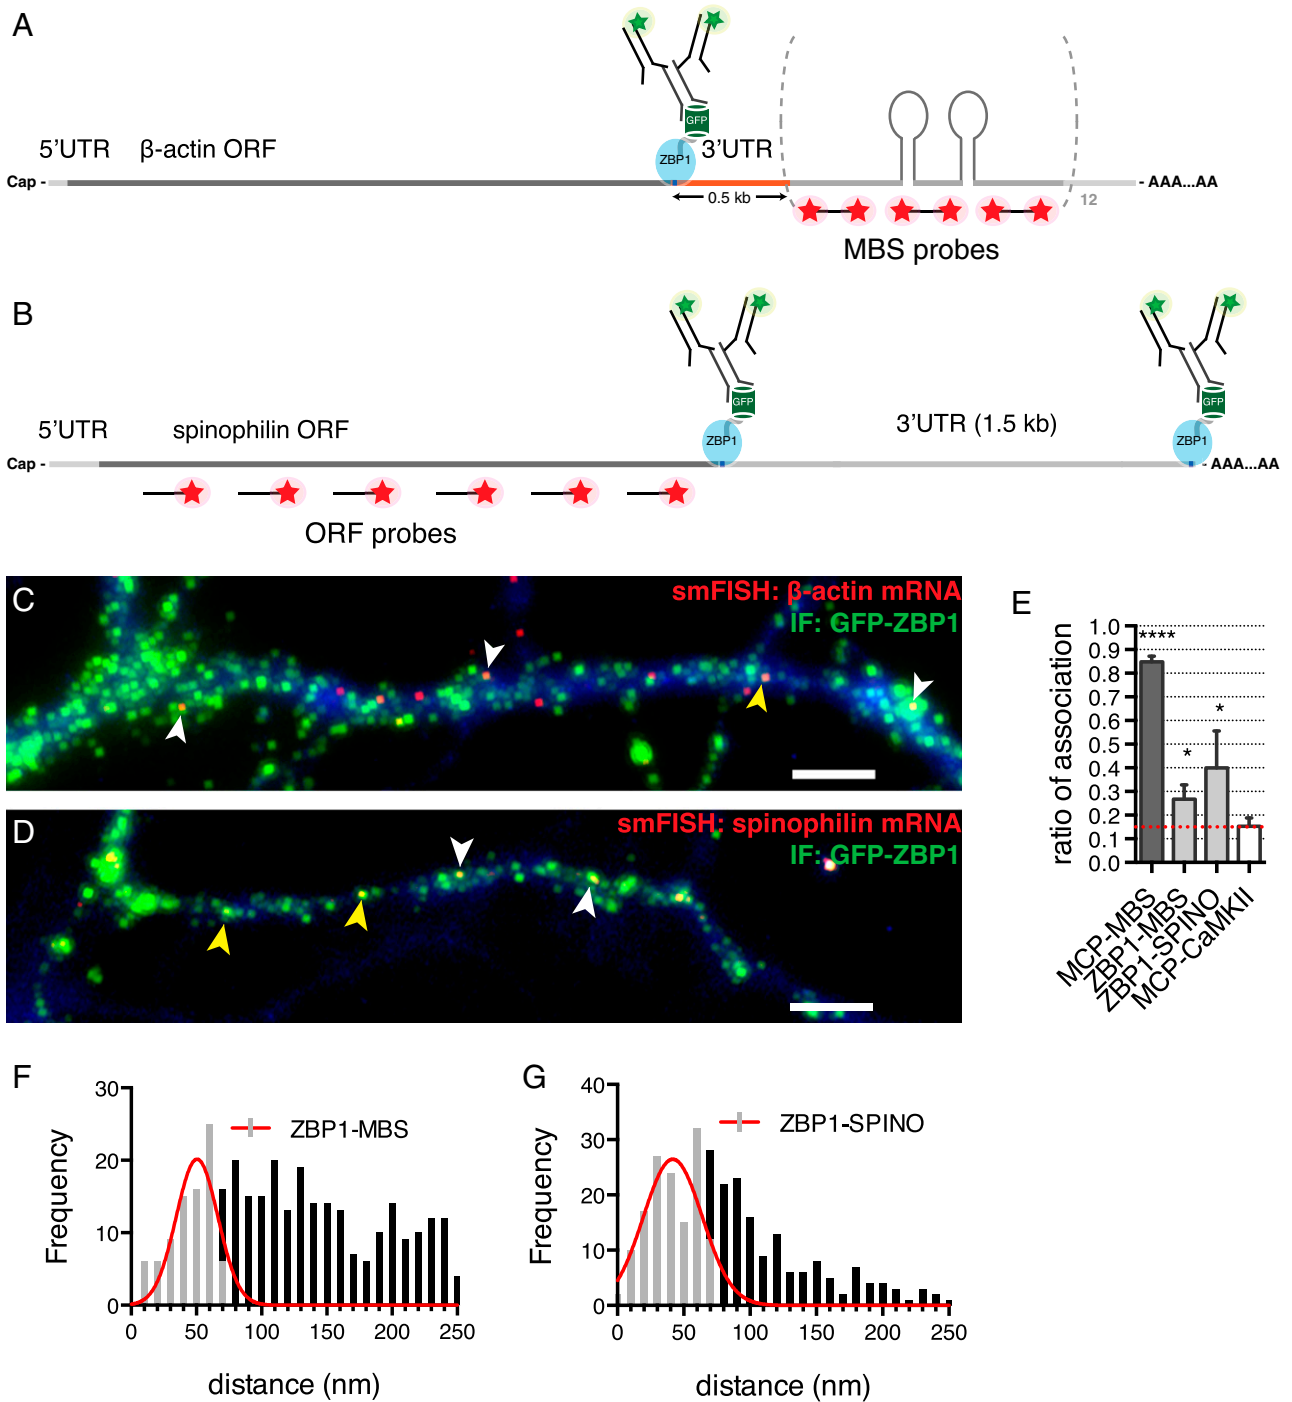 A
GFP
ZBP1
5'UTR β-actin ORF 3'UTR
Cap - - AAA...AA
0.5 kb
12
MBS probes
B
GFP GFP
ZBP1 ZBP1
5'UTR spinophilin ORF 3'UTR (1.5 kb)
Cap - - AAA...AA
ORF probes
C
smFISH: β-actin mRNA
IF: GFP-ZBP1
D
smFISH: spinophilin mRNA
IF: GFP-ZBP1
E
ratio of association
1.0
0.9
0.8
0.7
0.6
0.5
0.4
0.3
0.2
0.1
0.0
****
*
*
MCP-MBS
ZBP1-MBS
ZBP1-SPINO
MCP-CaMKII
F
Frequency
30
20
10
0
ZBP1-MBS
0 50 100 150 200 250
distance (nm)
G
Frequency
40
30
20
10
0
ZBP1-SPINO
0 50 100 150 200 250
distance (nm)